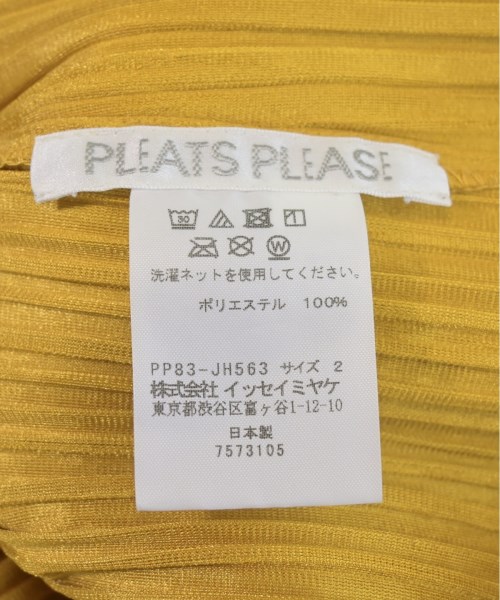 PLEATS PLEASE
30
W
洗濯ネットを使用してください。
ポリエステル 100%
PP83-JH563 サイズ 2
株式会社 イッセイミヤケ
東京都渋谷区富ヶ谷1-12-10
日本製
7573105